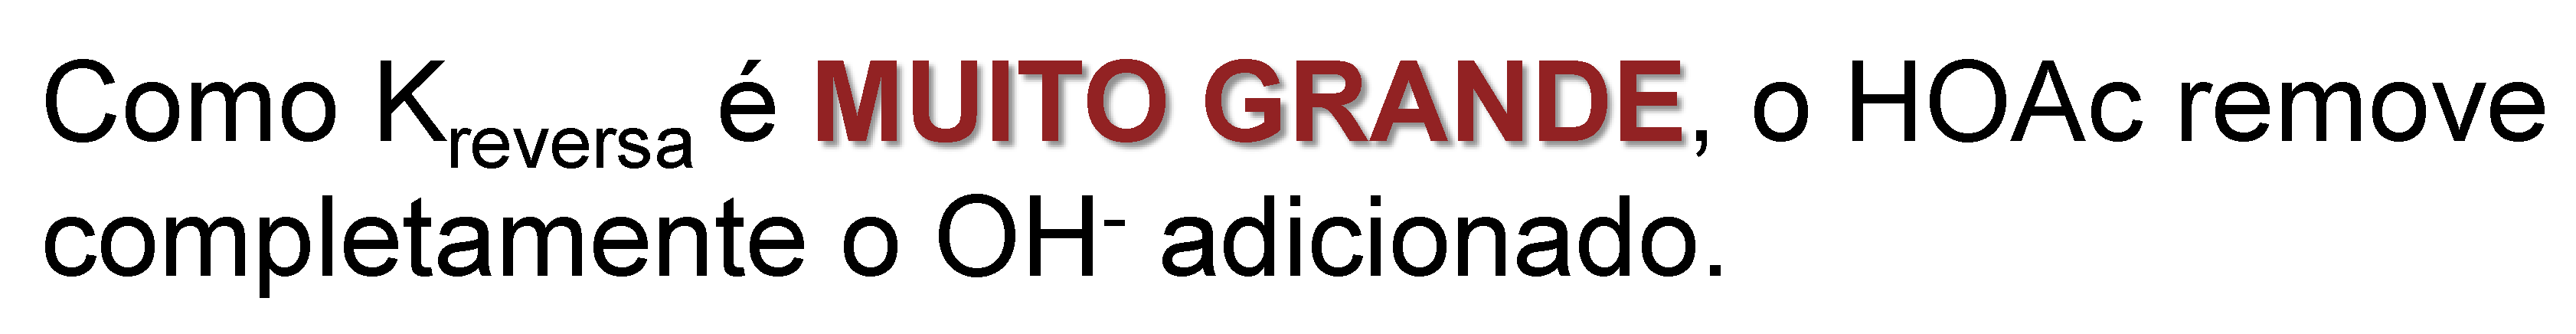 Como Kreversa é MUITO GRANDE, o HOAc remove
completamente o OH- adicionado.